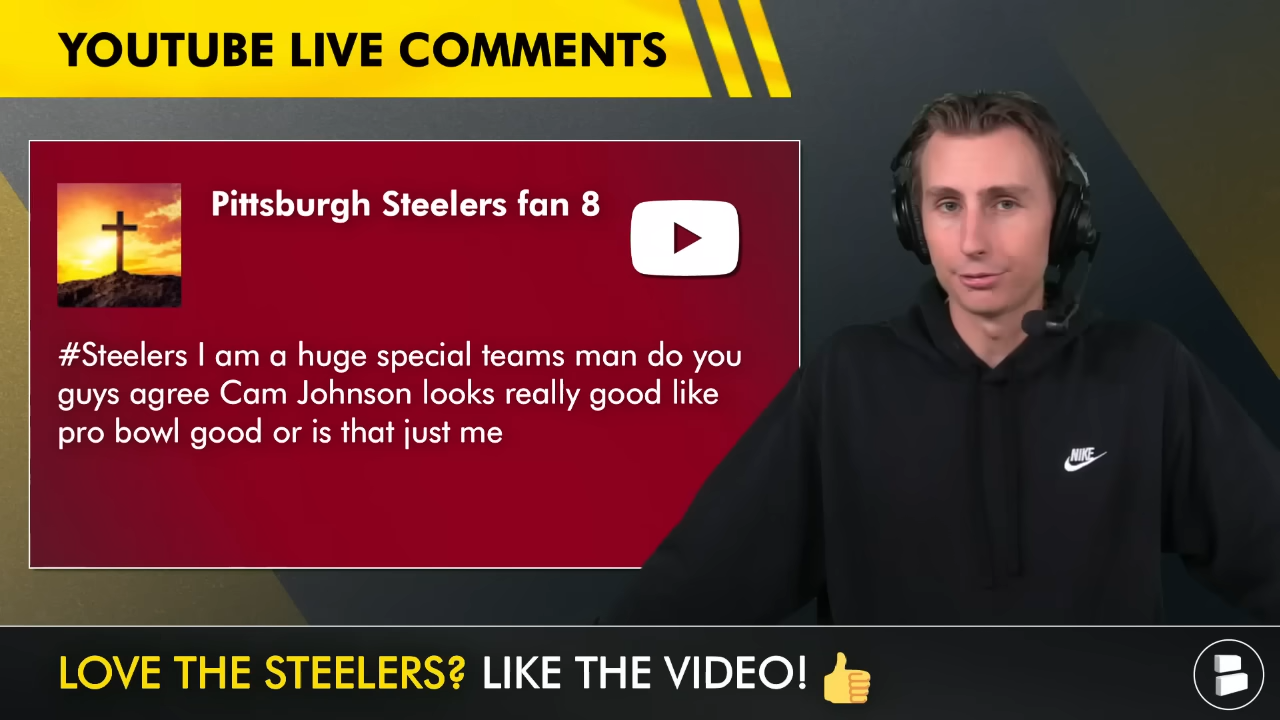 YOUTUBE LIVE COMMENTS
Pittsburgh Steelers fan 8
#Steelers I am a huge special teams man do you
guys agree Cam Johnson looks really good like
pro bowl good or is that just me
NIKE
LOVE THE STEELERS? LIKE THE VIDEO!